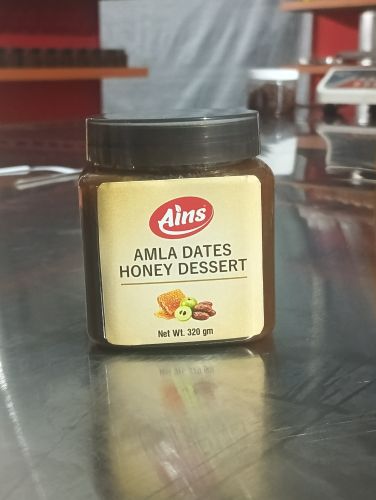 Ains
AMLA DATES
HONEY DESSERT
Net Wt. 320 gm